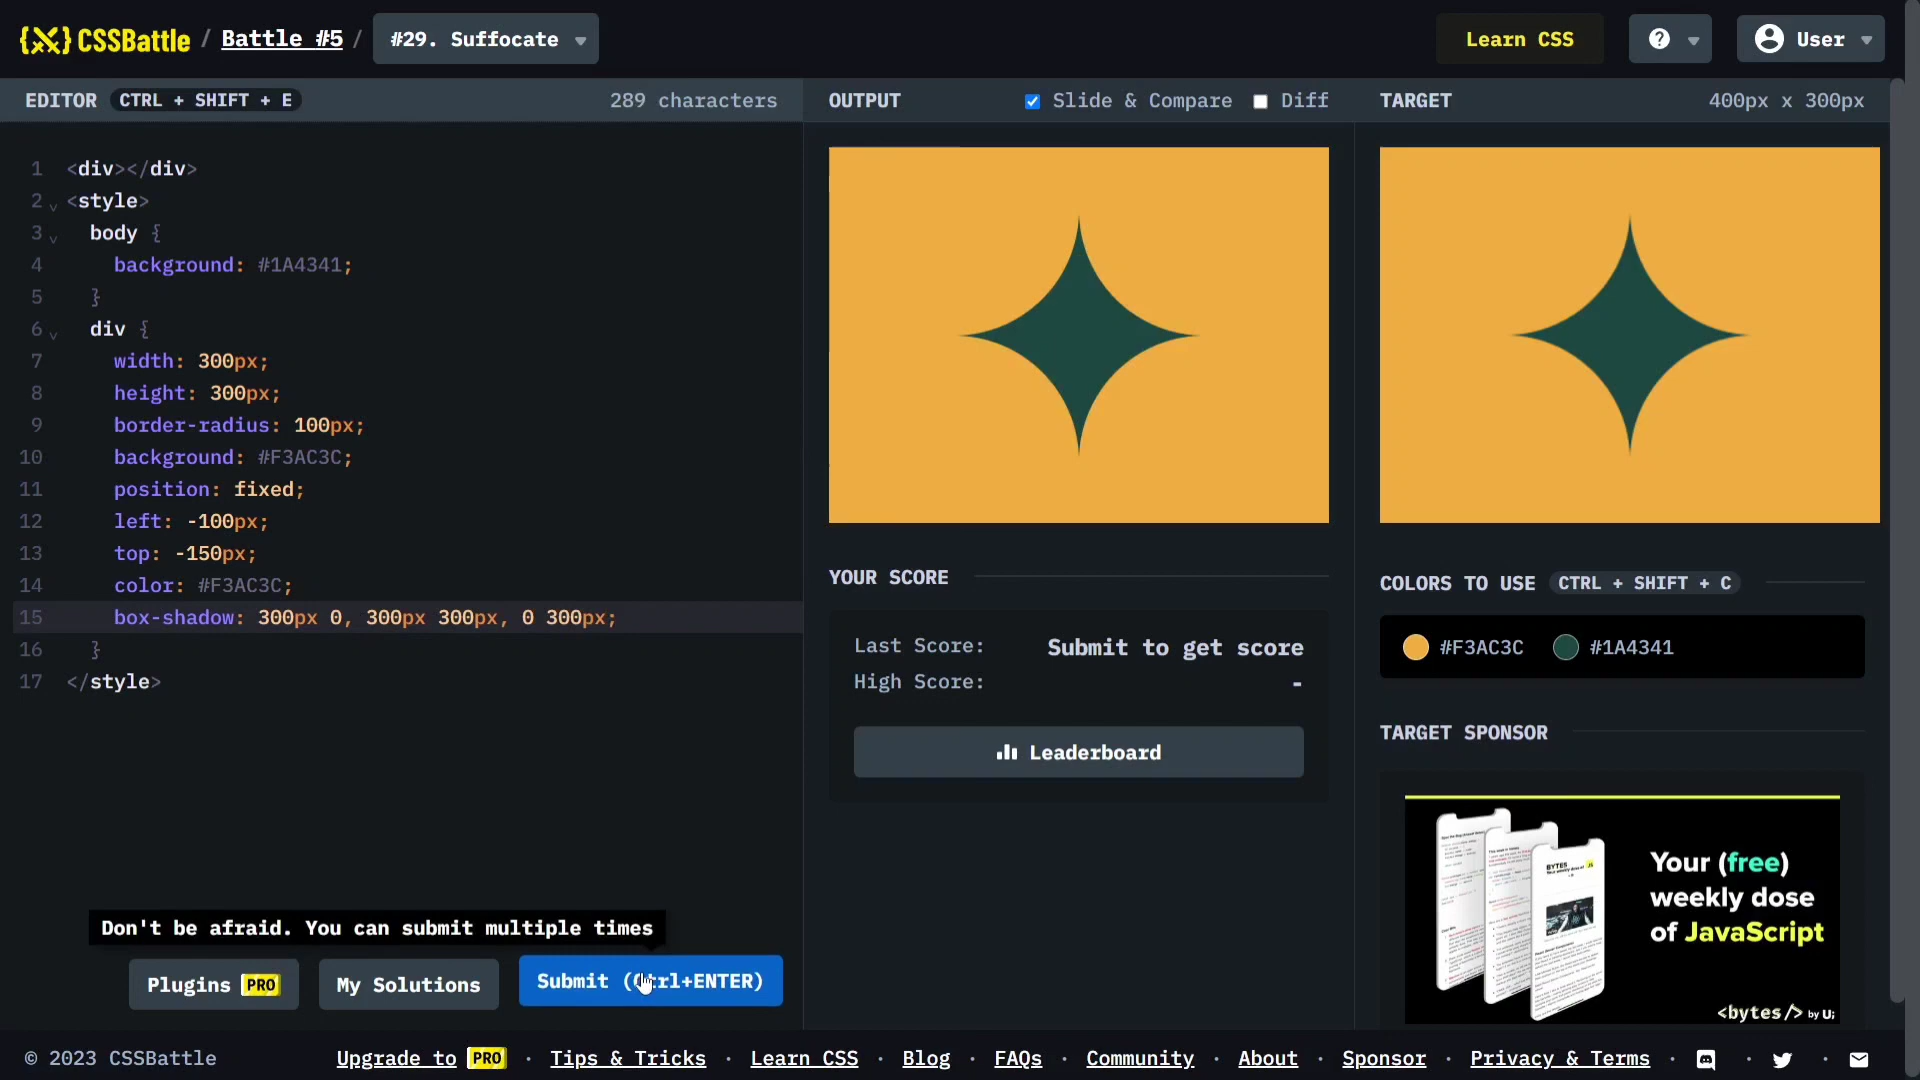 {X} CSSBattle / Battle #5 / #29. Suffocate
Learn CSS
?
User
EDITOR CTRL + SHIFT + E 289 characters
OUTPUT Slide & Compare Diff
TARGET 400px x 300px
1 <div></div>
2 <style>
3 body {
4 background: #1A4341;
5 }
6 div {
7 width: 300px;
8 height: 300px;
9 border-radius: 100px;
10 background: #F3AC3C;
11 position: fixed;
12 left: -100px;
13 top: -150px;
14 color: #F3AC3C;
15 box-shadow: 300px 0, 300px 300px, 0 300px;
16 }
17 </style>
YOUR SCORE
Last Score: Submit to get score
High Score: -
Leaderboard
COLORS TO USE CTRL + SHIFT + C
#F3AC3C #1A4341
TARGET SPONSOR
Your (free)
weekly dose
of JavaScript
<bytes/> by Ui;
Don't be afraid. You can submit multiple times
Plugins PRO
My Solutions
Submit (Ctrl+ENTER)
© 2023 CSSBattle
Upgrade to PRO · Tips & Tricks · Learn CSS · Blog · FAQs · Community · About · Sponsor · Privacy & Terms · · ·